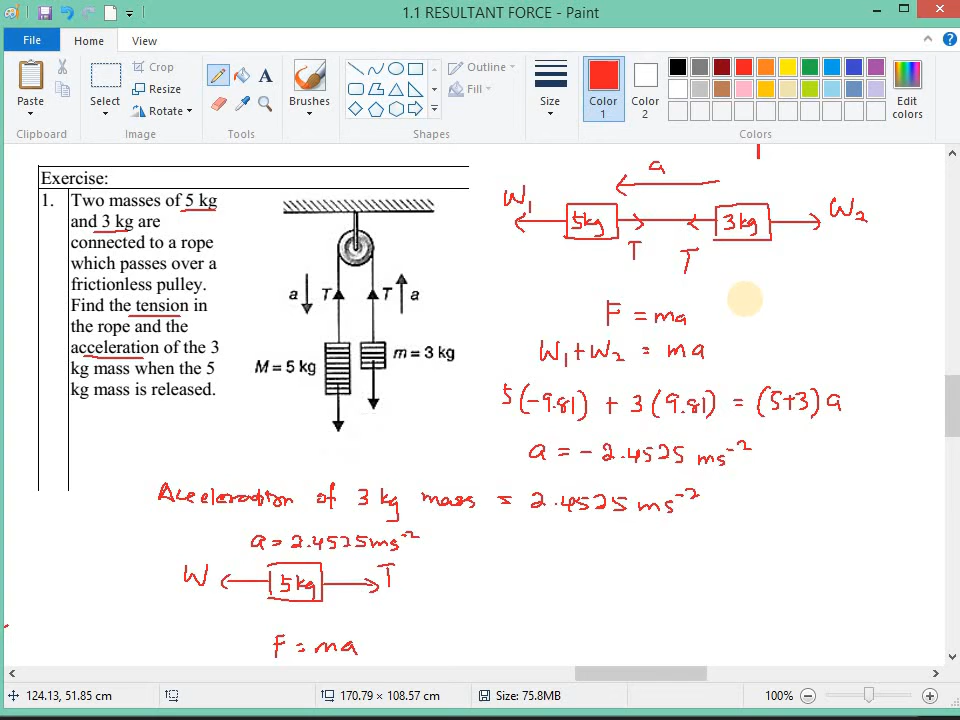 1.1 RESULTANT FORCE - Paint
File
Home
View
Paste
Clipboard
Select
Crop
Resize
Rotate
Image
A
Tools
Brushes
Outline
Fill
Shapes
Size
Color 1
Color 2
Edit colors
Colors
Exercise:
1. Two masses of 5 kg
and 3 kg are
connected to a rope
which passes over a
frictionless pulley.
Find the tension in
the rope and the
acceleration of the 3
kg mass when the 5
kg mass is released.
a T T a
M = 5 kg
m = 3 kg
a
W₁ 5kg 3kg W₂
T T
F = ma
W₁ + W₂ = ma
5(-9.81) + 3(9.81) = (5+3)a
a = -2.4525 ms⁻²
Acceleration of 3 kg mass = 2.4525 ms⁻²
a = 2.4525 ms⁻²
W 5kg T
F = ma
124.13, 51.85 cm
170.79 × 108.57 cm
Size: 75.8MB
100%